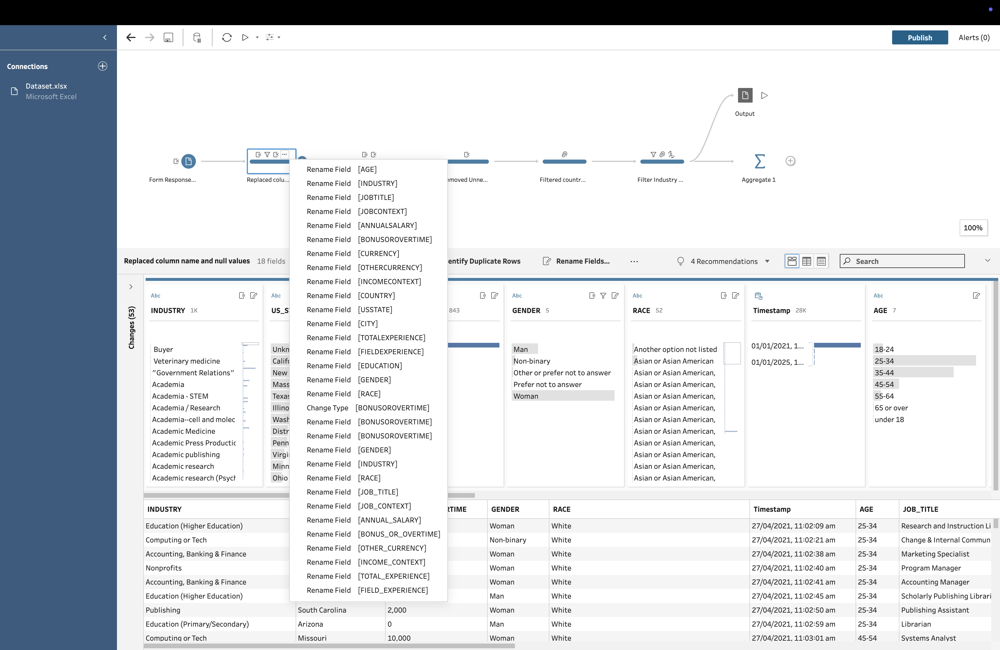 Publish
Alerts (0)
Connections
Dataset.xlsx
Microsoft Excel
Output
Form Response...
Replaced colu...
emoved Unne...
Filtered countr...
Filter Industry ...
Aggregate 1
100%
Rename Field [AGE]
Rename Field [INDUSTRY]
Rename Field [JOBTITLE]
Rename Field [JOBCONTEXT]
Rename Field [ANNUALSALARY]
Rename Field [BONUSOROVERTIME]
Rename Field [CURRENCY]
Rename Field [OTHERCURRENCY]
Rename Field [INCOMECONTEXT]
Rename Field [COUNTRY]
Rename Field [USSTATE]
Rename Field [CITY]
Rename Field [TOTALEXPERIENCE]
Rename Field [FIELDEXPERIENCE]
Rename Field [EDUCATION]
Rename Field [GENDER]
Rename Field [RACE]
Change Type [BONUSOROVERTIME]
Rename Field [BONUSOROVERTIME]
Rename Field [BONUSOROVERTIME]
Rename Field [GENDER]
Rename Field [INDUSTRY]
Rename Field [RACE]
Rename Field [JOB_TITLE]
Rename Field [JOB_CONTEXT]
Rename Field [ANNUAL_SALARY]
Rename Field [BONUS_OR_OVERTIME]
Rename Field [OTHER_CURRENCY]
Rename Field [INCOME_CONTEXT]
Rename Field [TOTAL_EXPERIENCE]
Rename Field [FIELD_EXPERIENCE]
Replaced column name and null values 18 fields
entify Duplicate Rows
Rename Fields...
4 Recommendations
Search
Changes (53)
Abc
INDUSTRY 1K
Buyer
Veterinary medicine
"Government Relations"
Academia
Academia - STEM
Academia / Research
Academia--cell and molec
Academic Medicine
Academic Press Productic
Academic publishing
Academic research
Academic research (Psych
Abc
US_S
Unkn
Califo
New
Mass
Texas
Illino
Wash
Distr
Penn
Virgi
Minn
Ohio
843
Abc
GENDER 5
Man
Non-binary
Other or prefer not to answer
Prefer not to answer
Woman
Abc
RACE 52
Another option not listed
Asian or Asian American
Asian or Asian American,
Asian or Asian American,
Asian or Asian American,
Asian or Asian American,
Asian or Asian American,
Asian or Asian American,
Asian or Asian American,
Asian or Asian American,
Asian or Asian American,
Asian or Asian American,
Timestamp 28K
01/01/2021, 1...
01/01/2025, 1...
Abc
AGE 7
18-24
25-34
35-44
45-54
55-64
65 or over
under 18
INDUSTRY RTIME GENDER RACE Timestamp AGE JOB_TITLE
Education (Higher Education) Woman White 27/04/2021, 11:02:09 am 25-34 Research and Instruction Li
Computing or Tech Non-binary White 27/04/2021, 11:02:21 am 25-34 Change & Internal Commun
Accounting, Banking & Finance Woman White 27/04/2021, 11:02:38 am 25-34 Marketing Specialist
Nonprofits Woman White 27/04/2021, 11:02:40 am 25-34 Program Manager
Accounting, Banking & Finance Woman White 27/04/2021, 11:02:41 am 25-34 Accounting Manager
Education (Higher Education) Man White 27/04/2021, 11:02:45 am 25-34 Scholarly Publishing Librari
Publishing South Carolina 2,000 Woman White 27/04/2021, 11:02:50 am 25-34 Publishing Assistant
Education (Primary/Secondary) Arizona 0 Man White 27/04/2021, 11:02:59 am 25-34 Librarian
Computing or Tech Missouri 10,000 Woman White 27/04/2021, 11:03:01 am 45-54 Systems Analyst